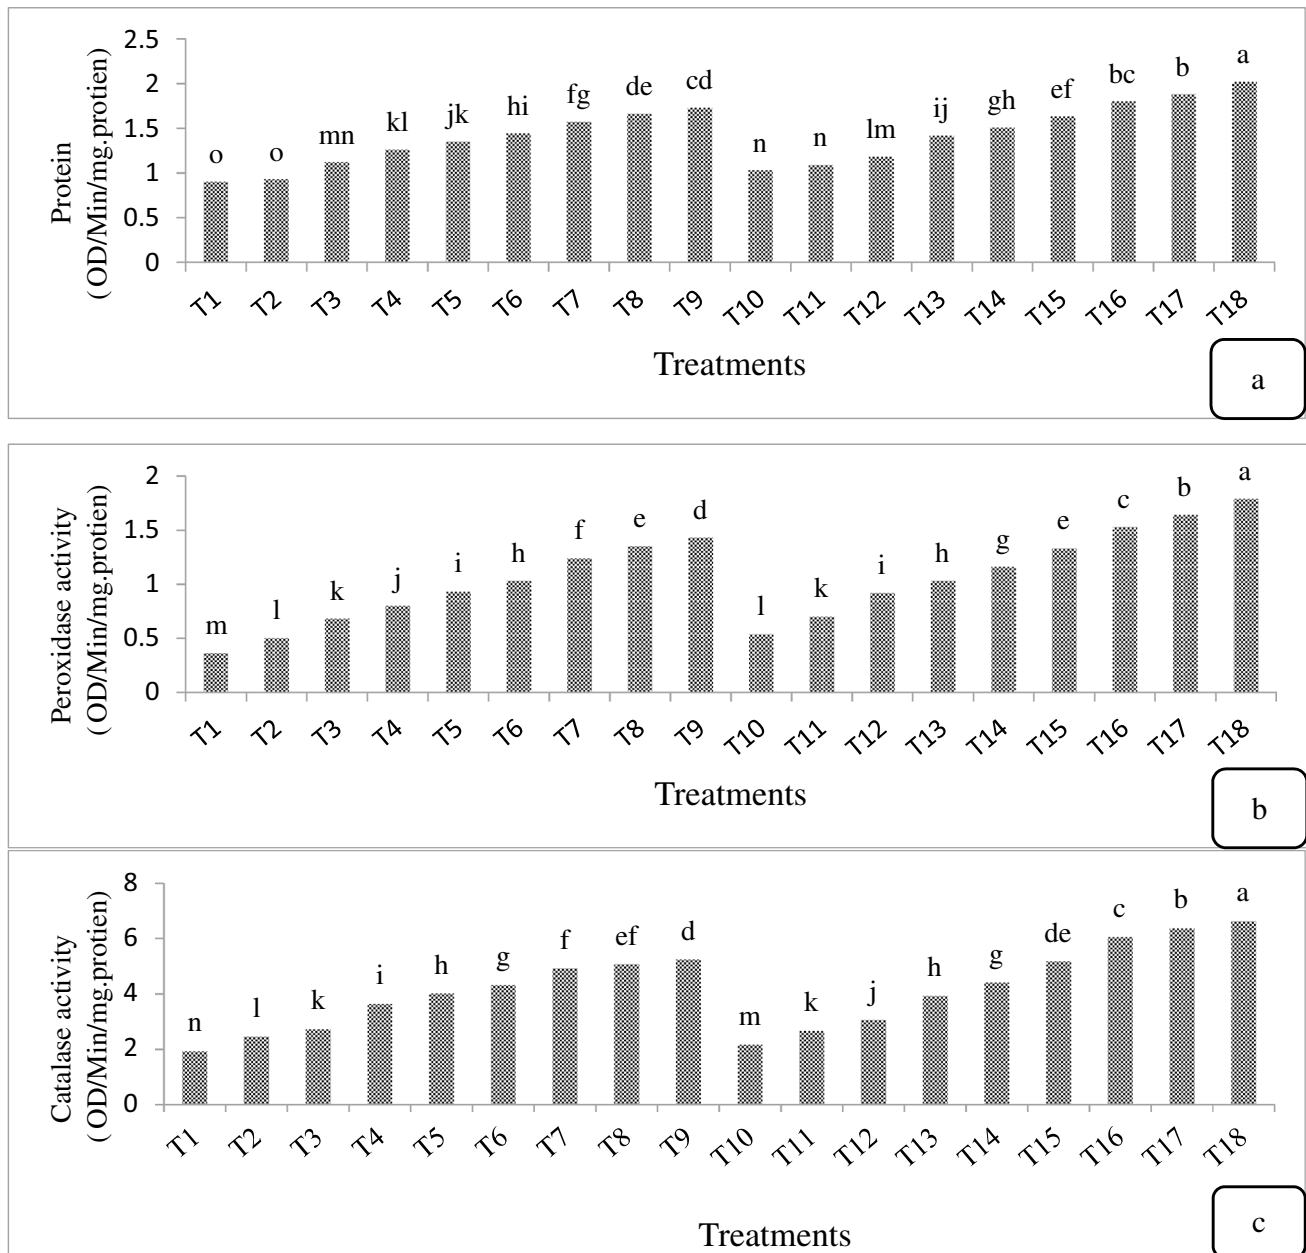 Protein
(OD/Min/mg.protien)
2.5
2
1.5
1
0.5
0
o o mn kl jk hi fg de cd n n lm ij gh ef bc b a
T1 T2 T3 T4 T5 T6 T7 T8 T9 T10 T11 T12 T13 T14 T15 T16 T17 T18
Treatments
a
Peroxidase activity
(OD/Min/mg.protien)
2
1.5
1
0.5
0
m l k j i h f e d l k i h g e c b a
T1 T2 T3 T4 T5 T6 T7 T8 T9 T10 T11 T12 T13 T14 T15 T16 T17 T18
Treatments
b
Catalase activity
(OD/Min/mg.protien)
8
6
4
2
0
n l k i h g f ef d m k j h g de c b a
T1 T2 T3 T4 T5 T6 T7 T8 T9 T10 T11 T12 T13 T14 T15 T16 T17 T18
Treatments
c